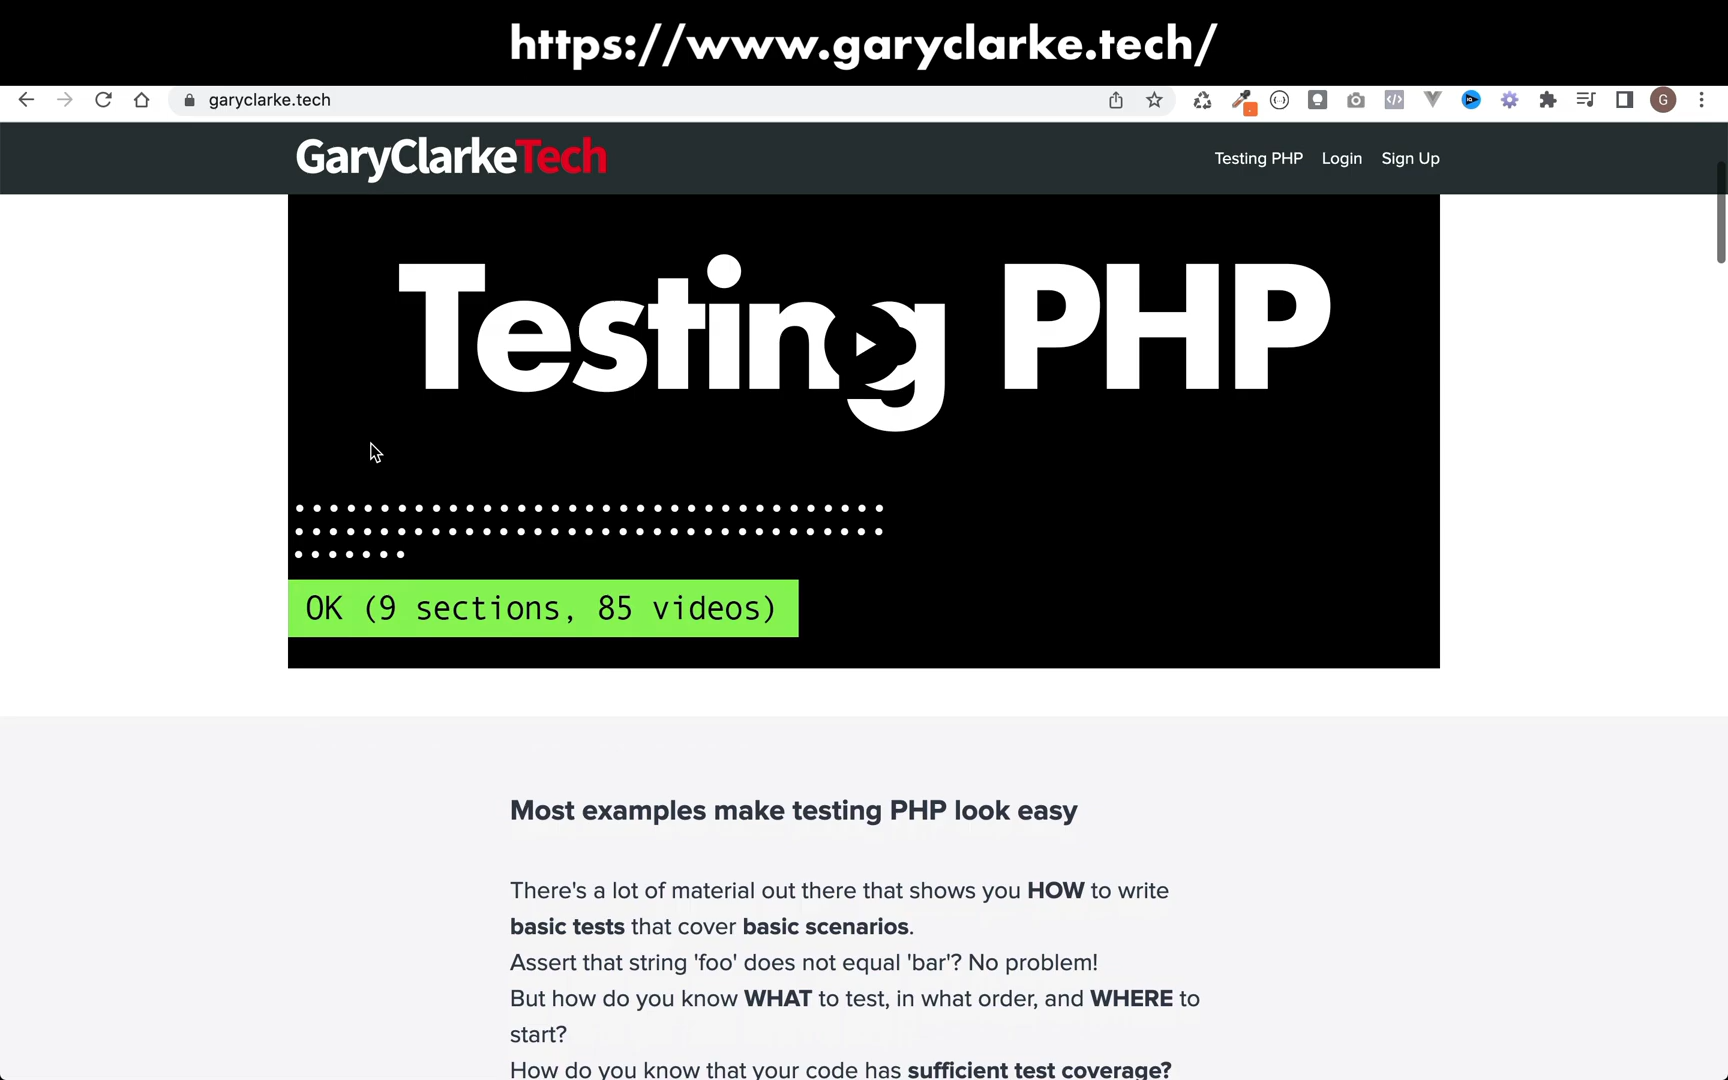 https://www.garyclarke.tech/
garyclarke.tech
G
GaryClarkeTech
Testing PHP Login Sign Up
Testing PHP
OK (9 sections, 85 videos)
Most examples make testing PHP look easy
There's a lot of material out there that shows you HOW to write
basic tests that cover basic scenarios.
Assert that string 'foo' does not equal 'bar'? No problem!
But how do you know WHAT to test, in what order, and WHERE to
start?
How do you know that your code has sufficient test coverage?